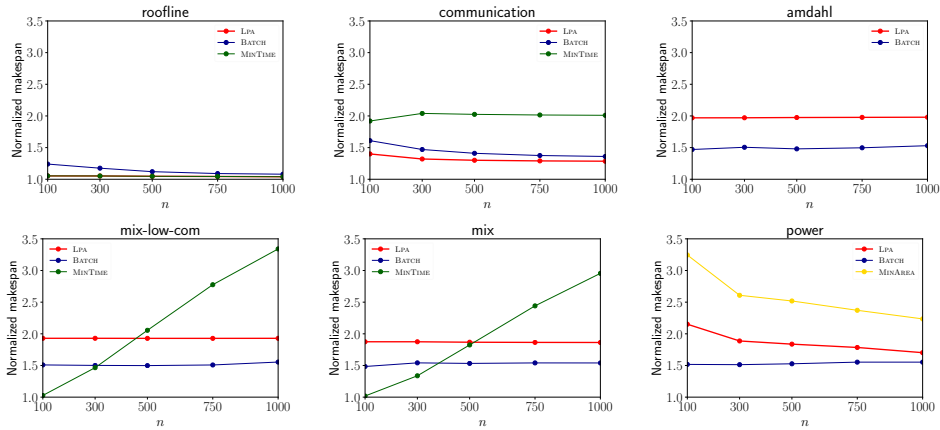 roofline
Normalized makespan
3.5
3.0
2.5
2.0
1.5
1.0
LPA
BATCH
MINTIME
100 300 500 750 1000
n
communication
Normalized makespan
3.5
3.0
2.5
2.0
1.5
1.0
LPA
BATCH
MINTIME
100 300 500 750 1000
n
amdahl
Normalized makespan
3.5
3.0
2.5
2.0
1.5
1.0
LPA
BATCH
100 300 500 750 1000
n
mix-low-com
Normalized makespan
3.5
3.0
2.5
2.0
1.5
1.0
LPA
BATCH
MINTIME
100 300 500 750 1000
n
mix
Normalized makespan
3.5
3.0
2.5
2.0
1.5
1.0
LPA
BATCH
MINTIME
100 300 500 750 1000
n
power
Normalized makespan
3.5
3.0
2.5
2.0
1.5
1.0
LPA
BATCH
MINAREA
100 300 500 750 1000
n